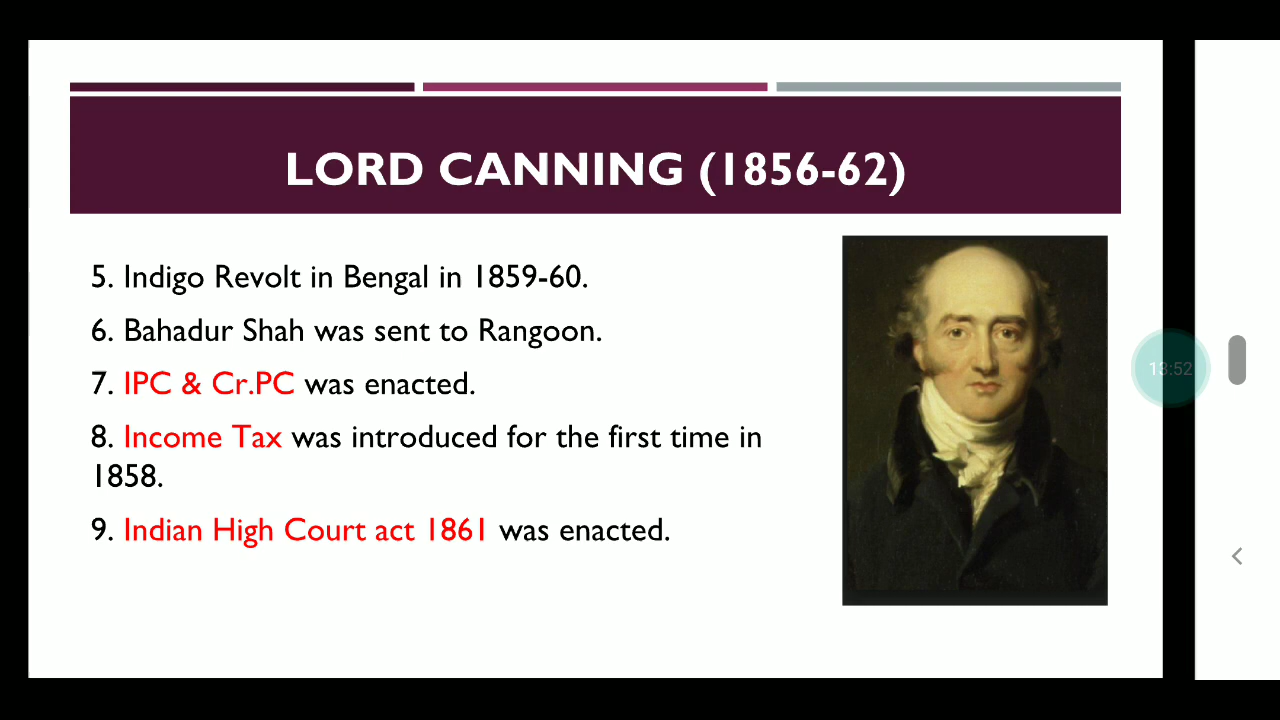 LORD CANNING (1856-62)
5. Indigo Revolt in Bengal in 1859-60.
6. Bahadur Shah was sent to Rangoon.
7. IPC & Cr.PC was enacted.
8. Income Tax was introduced for the first time in
1858.
9. Indian High Court act 1861 was enacted.
13:52